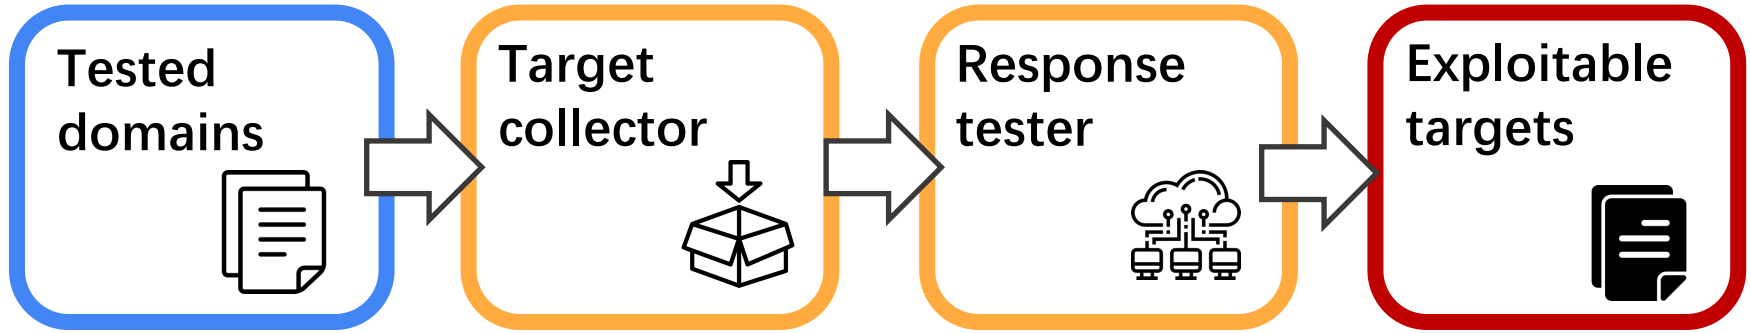 Tested
domains
Target
collector
Response
tester
Exploitable
targets